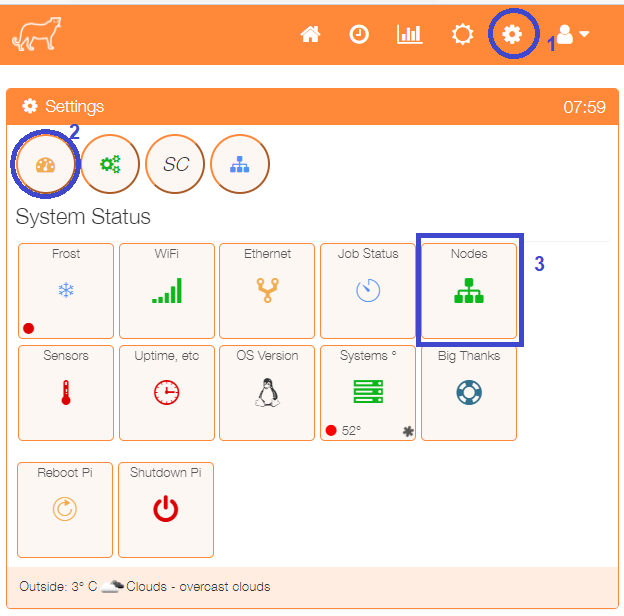 1
Settings 07:59
2
SC
System Status
Frost WiFi Ethernet Job Status Nodes
3
Sensors Uptime, etc OS Version Systems ° Big Thanks
52°
Reboot Pi Shutdown Pi
Outside: 3° C Clouds - overcast clouds